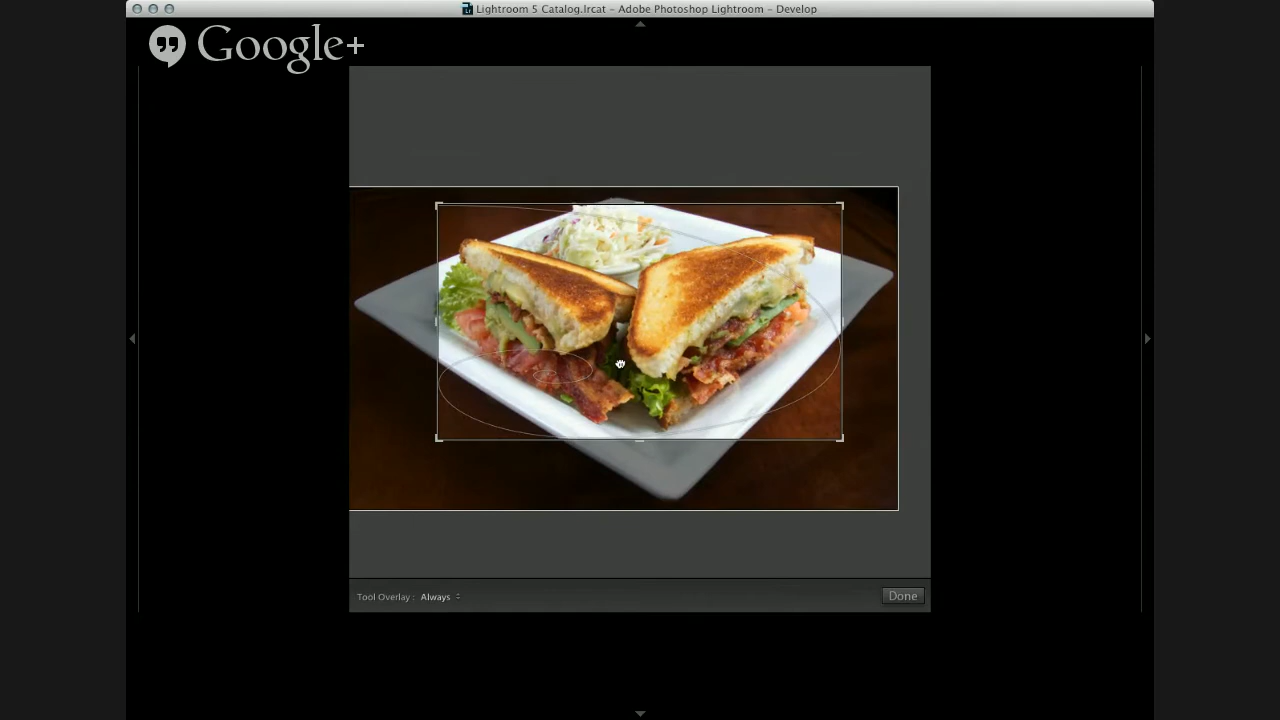 Lightroom 5 Catalog.lrcat - Adobe Photoshop Lightroom - Develop
Google+
Tool Overlay : Always
Done